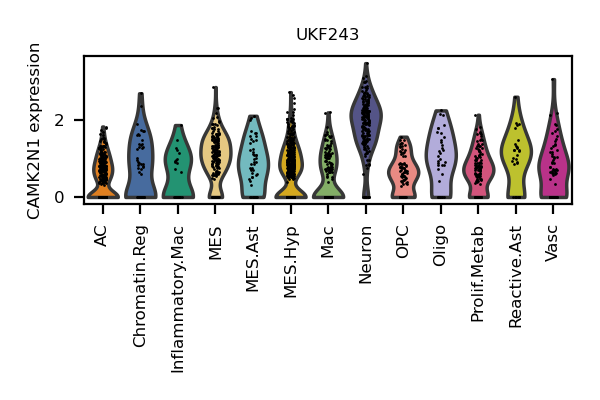 UKF243
CAMK2N1 expression
2
0
AC
Chromatin.Reg
Inflammatory.Mac
MES
MES.Ast
MES.Hyp
Mac
Neuron
OPC
Oligo
Prolif.Metab
Reactive.Ast
Vasc